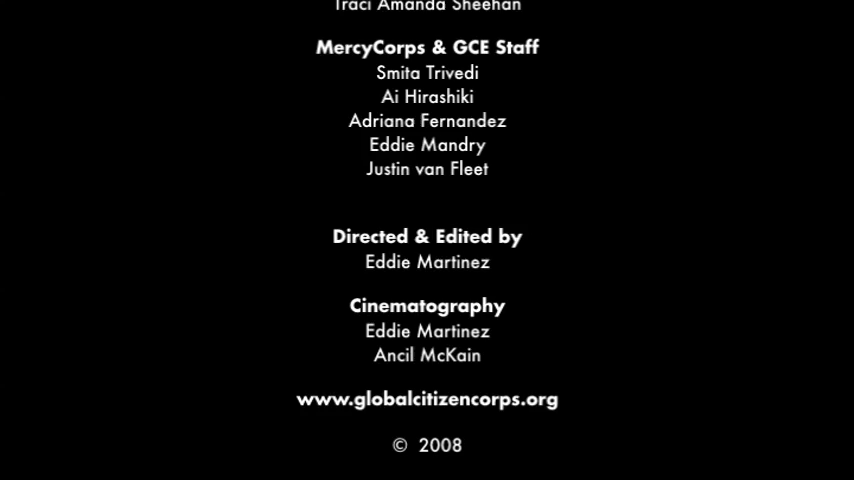 Traci Amanda Sheehan
MercyCorps & GCE Staff
Smita Trivedi
Ai Hirashiki
Adriana Fernandez
Eddie Mandry
Justin van Fleet
Directed & Edited by
Eddie Martinez
Cinematography
Eddie Martinez
Ancil McKain
www.globalcitizencorps.org
© 2008